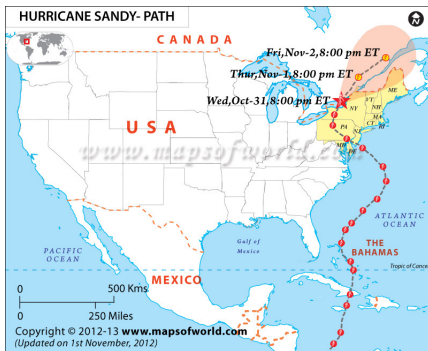 HURRICANE SANDY- PATH
N
CANADA
Fri,Nov-2,8:00 pm ET
Thur,Nov-1,8:00 pm ET
Wed,Oct-31,8:00 pm ET
ME
VT
NH
NY
MA
CT
RI
PA
NJ
MD
DE
USA
www.mapsofworld.com
ATLANTIC
OCEAN
Gulf of
Mexico
THE
BAHAMAS
PACIFIC
OCEAN
Tropic of Cancer
MEXICO
0 500 Kms
0 250 Miles
Copyright © 2012-13 www.mapsofworld.com
(Updated on 1st November, 2012)